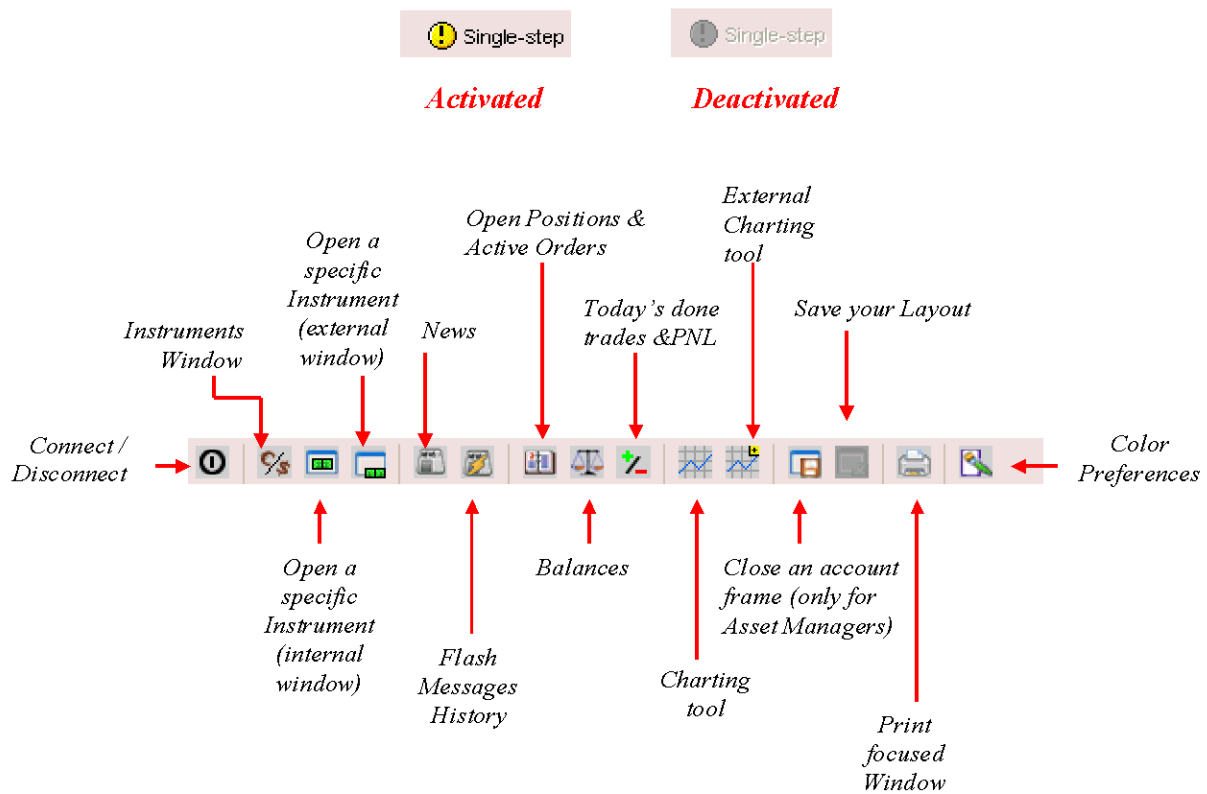 Single-step
Single-step
Activated
Deactivated
External
Charting
tool
Open Positions &
Active Orders
Open a
specific
Instrument
(external
window)
Today's done
trades &PNL
Save your Layout
Instruments
Window
News
Connect /
Disconnect
C/s
Color
Preferences
Open a
specific
Instrument
(internal
window)
Balances
Close an account
frame (only for
Asset Managers)
Flash
Messages
History
Charting
tool
Print
focused
Window